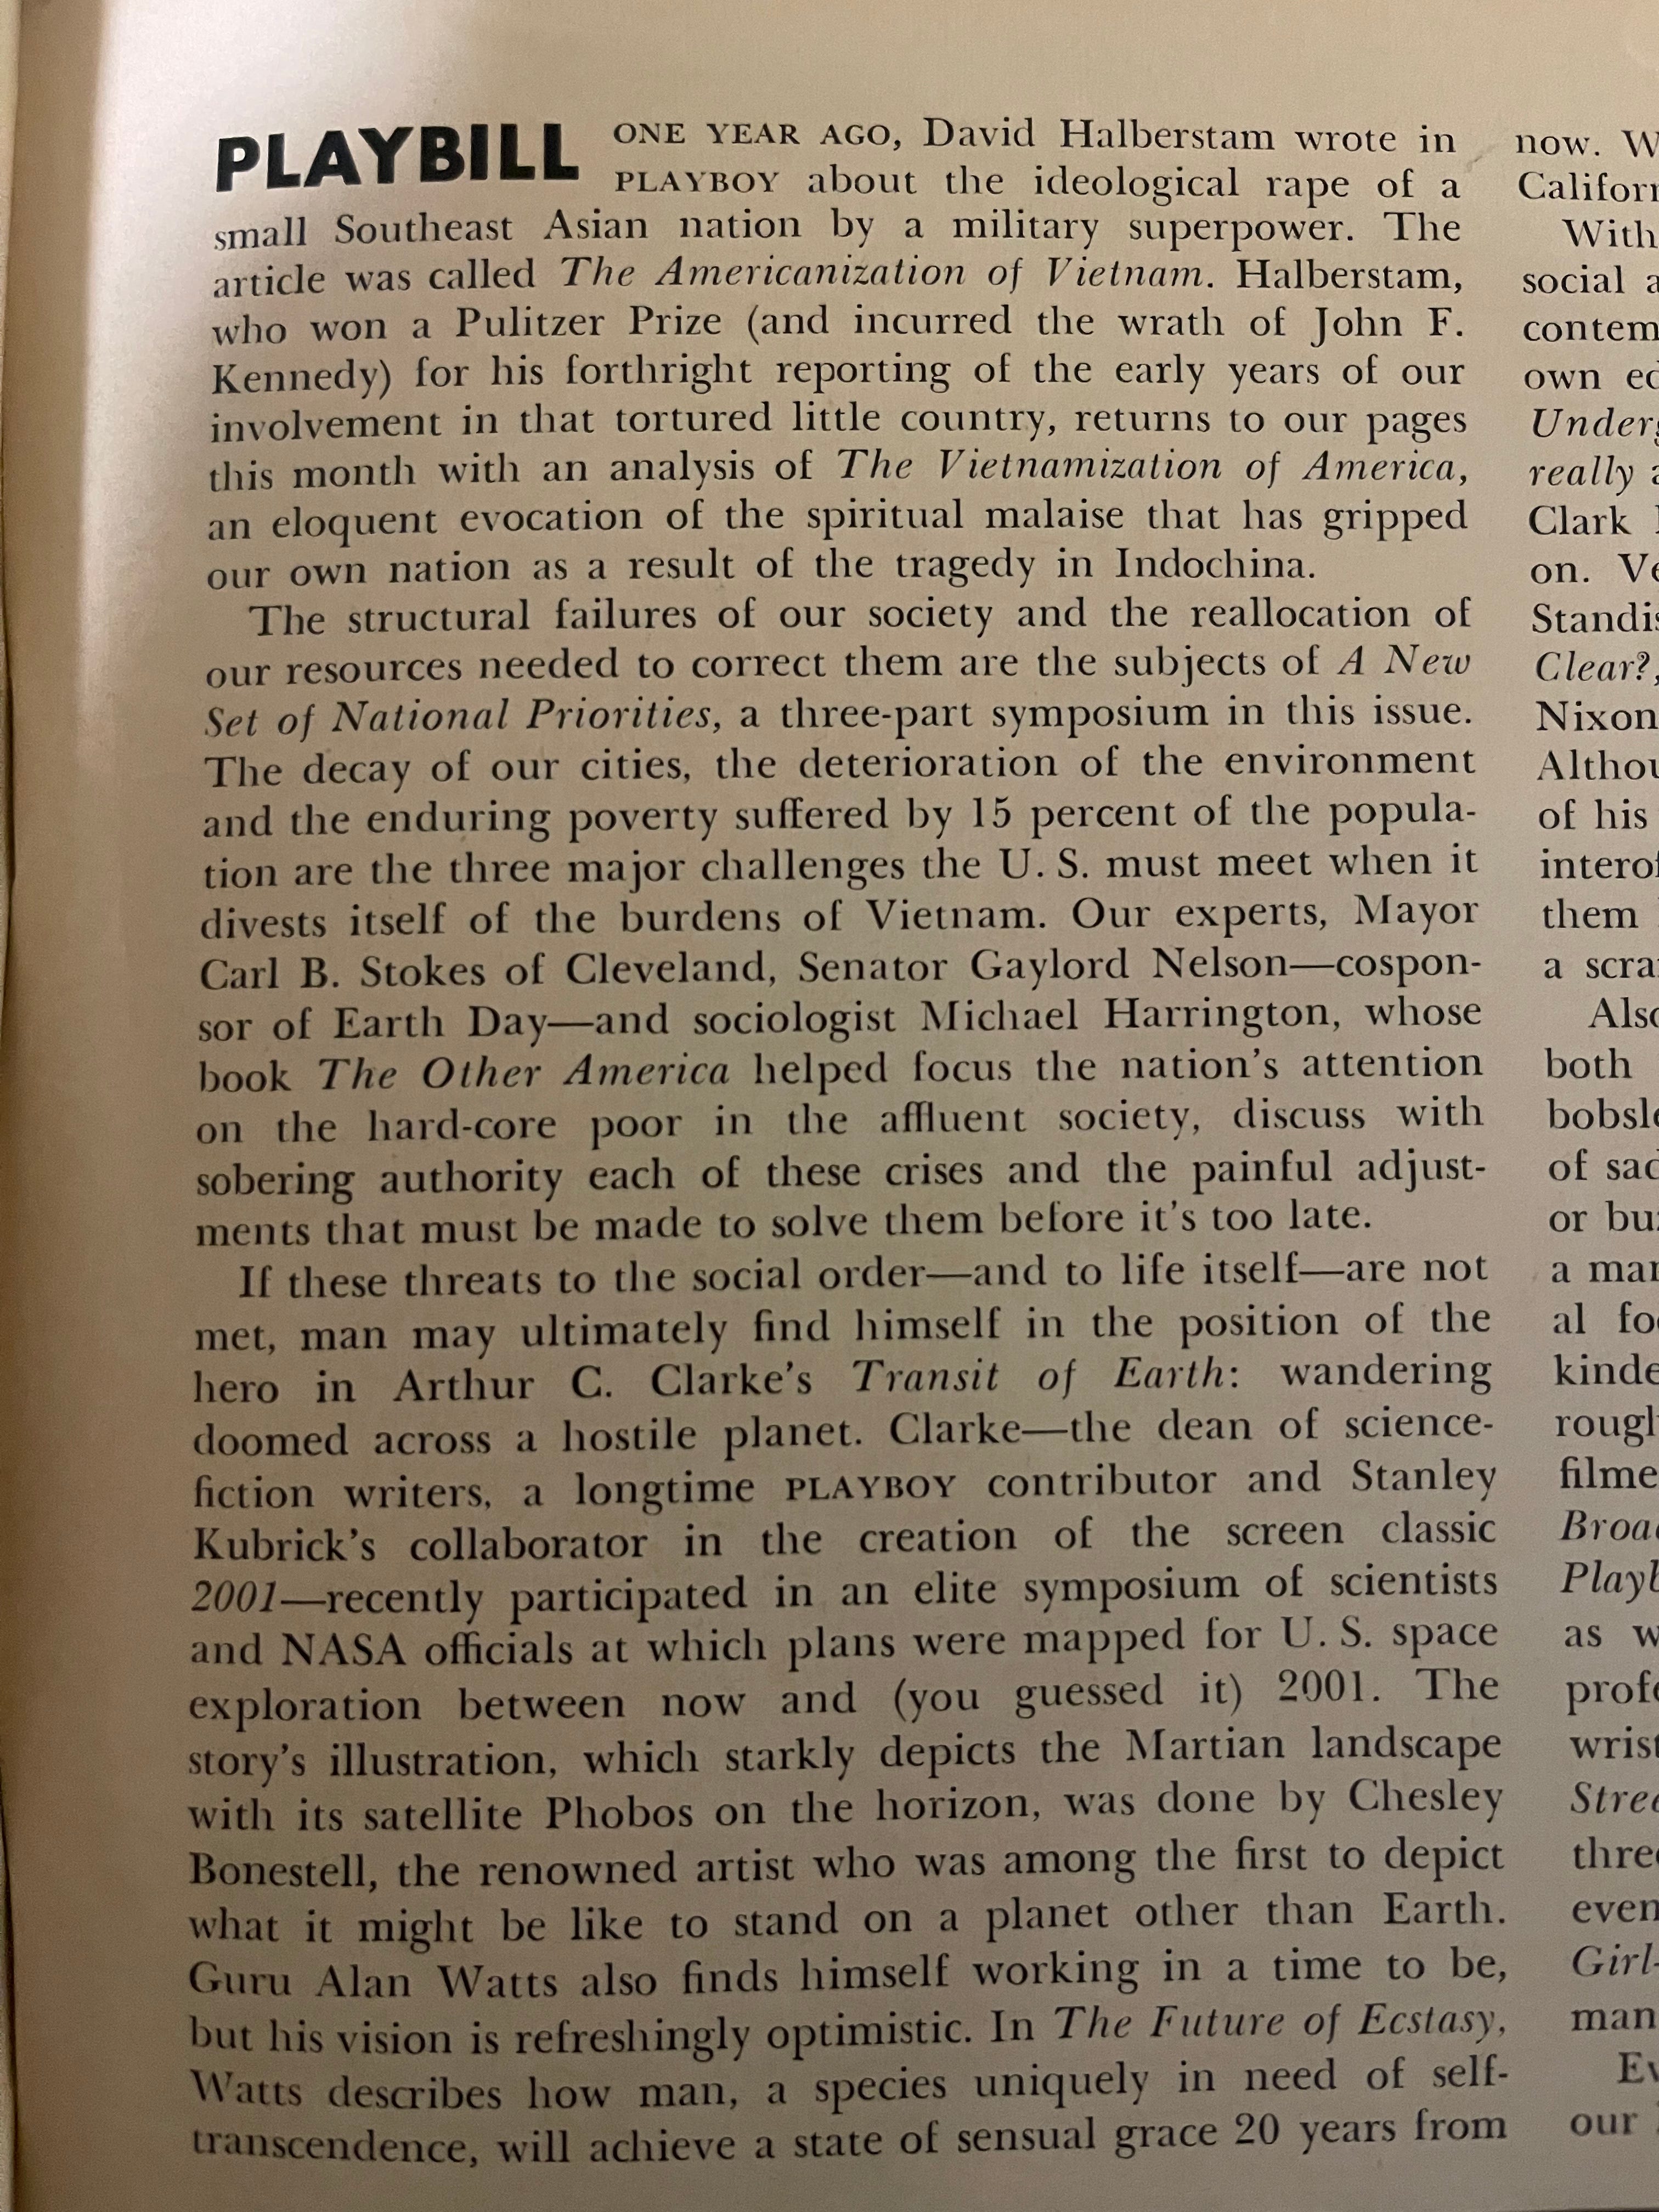 PLAYBILL ONE YEAR AGO, David Halberstam wrote in
PLAYBOY about the ideological rape of a
small Southeast Asian nation by a military superpower. The
article was called The Americanization of Vietnam. Halberstam,
who won a Pulitzer Prize (and incurred the wrath of John F.
Kennedy) for his forthright reporting of the early years of our
involvement in that tortured little country, returns to our pages
this month with an analysis of The Vietnamization of America,
an eloquent evocation of the spiritual malaise that has gripped
our own nation as a result of the tragedy in Indochina.
The structural failures of our society and the reallocation of
our resources needed to correct them are the subjects of A New
Set of National Priorities, a three-part symposium in this issue.
The decay of our cities, the deterioration of the environment
and the enduring poverty suffered by 15 percent of the popula-
tion are the three major challenges the U. S. must meet when it
divests itself of the burdens of Vietnam. Our experts, Mayor
Carl B. Stokes of Cleveland, Senator Gaylord Nelson—cospon-
sor of Earth Day—and sociologist Michael Harrington, whose
book The Other America helped focus the nation's attention
on the hard-core poor in the affluent society, discuss with
sobering authority each of these crises and the painful adjust-
ments that must be made to solve them before it's too late.
If these threats to the social order—and to life itself—are not
met, man may ultimately find himself in the position of the
hero in Arthur C. Clarke's Transit of Earth: wandering
doomed across a hostile planet. Clarke—the dean of science-
fiction writers, a longtime PLAYBOY contributor and Stanley
Kubrick's collaborator in the creation of the screen classic
2001—recently participated in an elite symposium of scientists
and NASA officials at which plans were mapped for U. S. space
exploration between now and (you guessed it) 2001. The
story's illustration, which starkly depicts the Martian landscape
with its satellite Phobos on the horizon, was done by Chesley
Bonestell, the renowned artist who was among the first to depict
what it might be like to stand on a planet other than Earth.
Guru Alan Watts also finds himself working in a time to be,
but his vision is refreshingly optimistic. In The Future of Ecstasy,
Watts describes how man, a species uniquely in need of self-
transcendence, will achieve a state of sensual grace 20 years from
now.
With
social
own
really
Clark
on.
Clear?,
Nixon
of his
them
a
both
of
or
a
al
as
three
even
man
our